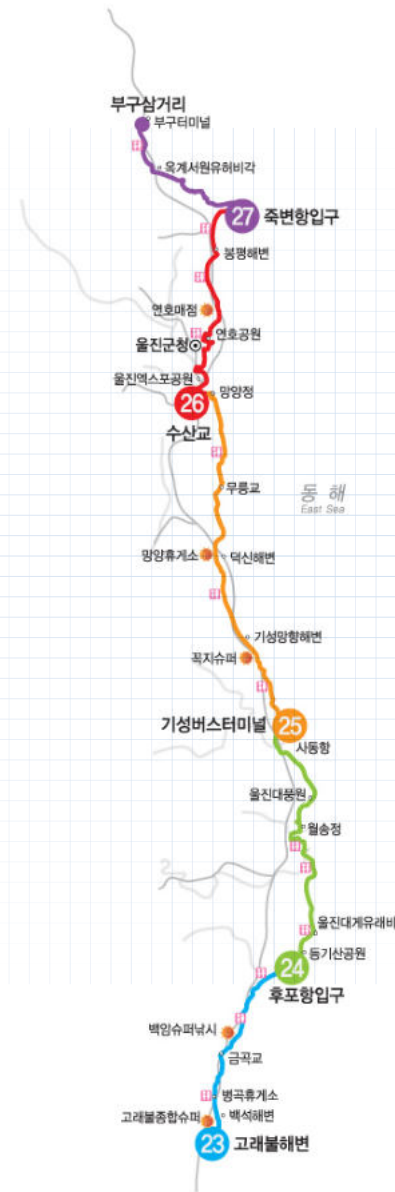 부구삼거리
부구터미널
옥계서원유허비각
27
죽변항입구
봉평해변
연호매점
연호공원
울진군청
울진엑스포공원
망양정
26
수산교
무릉교
동 해
East Sea
망양휴게소
덕신해변
기성망향해변
꼭지슈퍼
기성버스터미널
25
사동항
울진대풍원
월송정
울진대게유래비
등기산공원
24
후포항입구
백암슈퍼낚시
금곡교
병곡휴게소
고래불종합슈퍼
백석해변
23
고래불해변